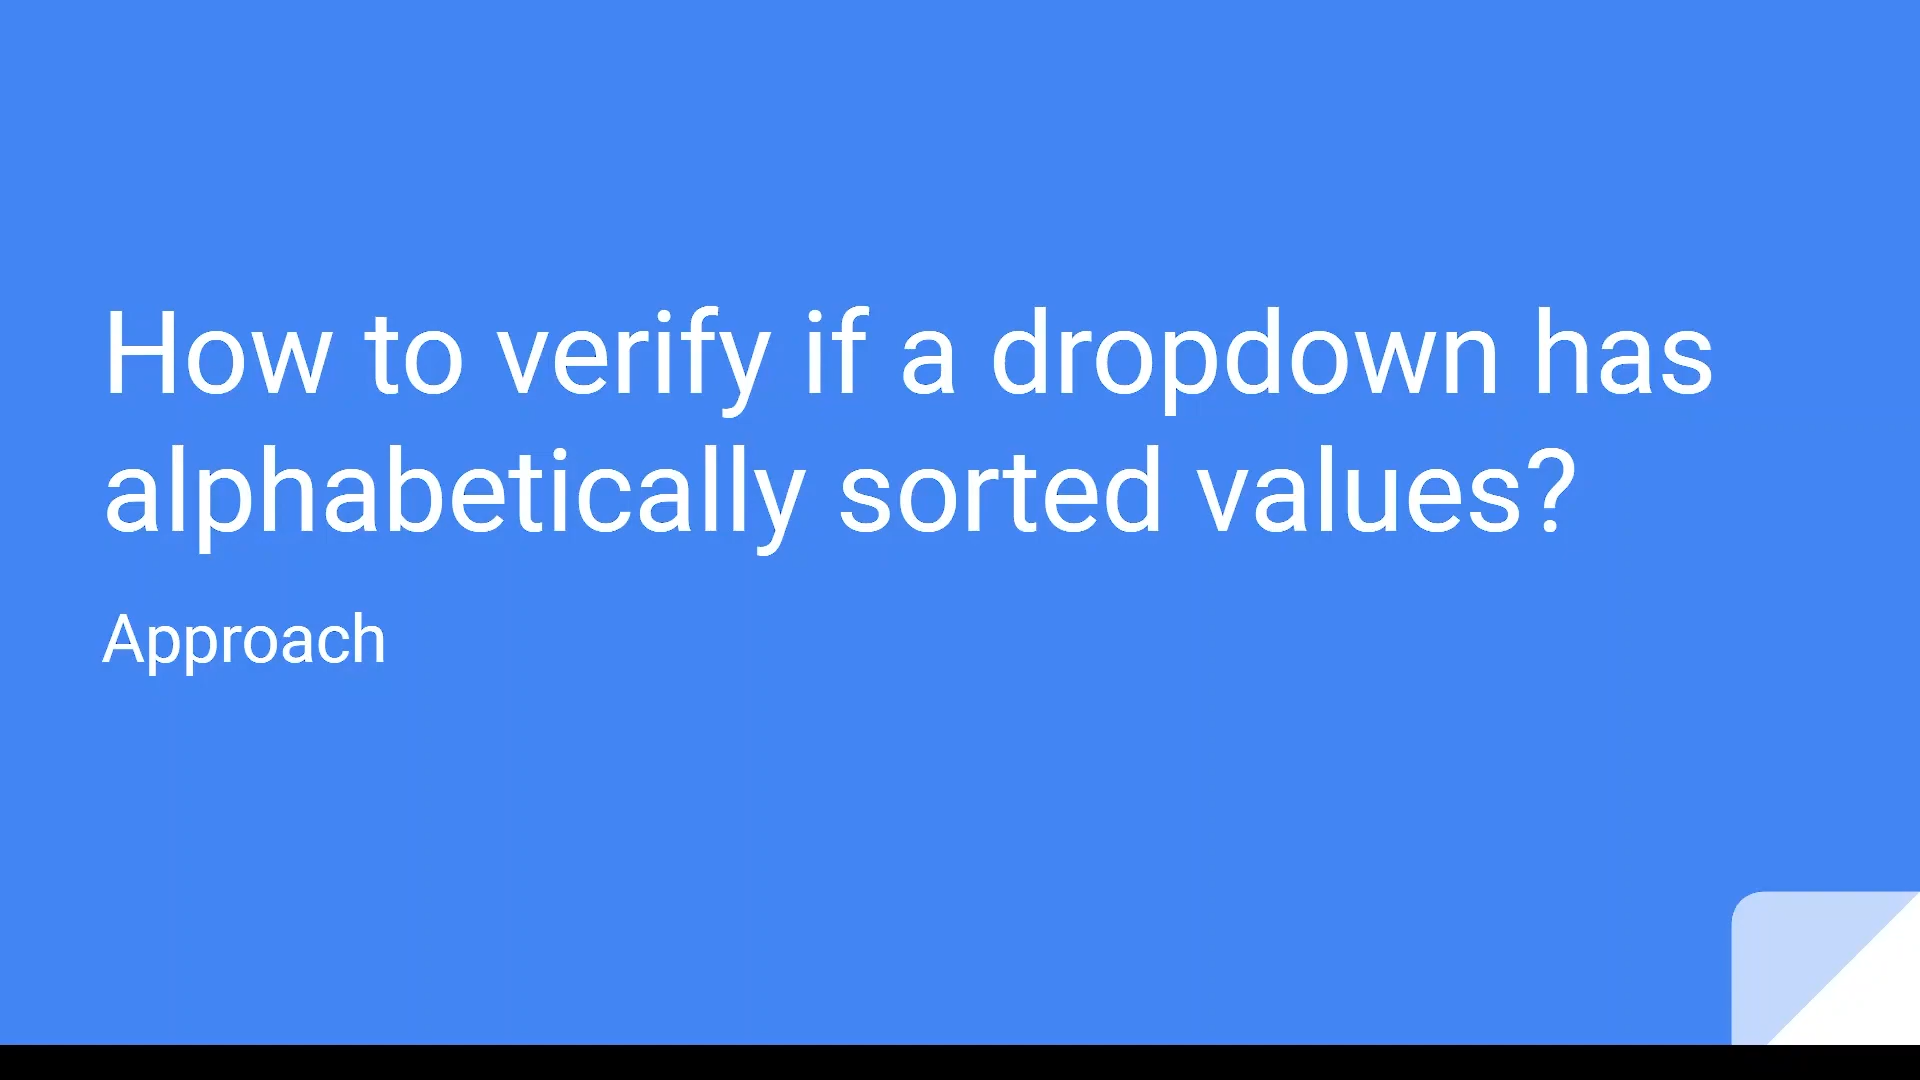 How to verify if a dropdown has
alphabetically sorted values?
Approach